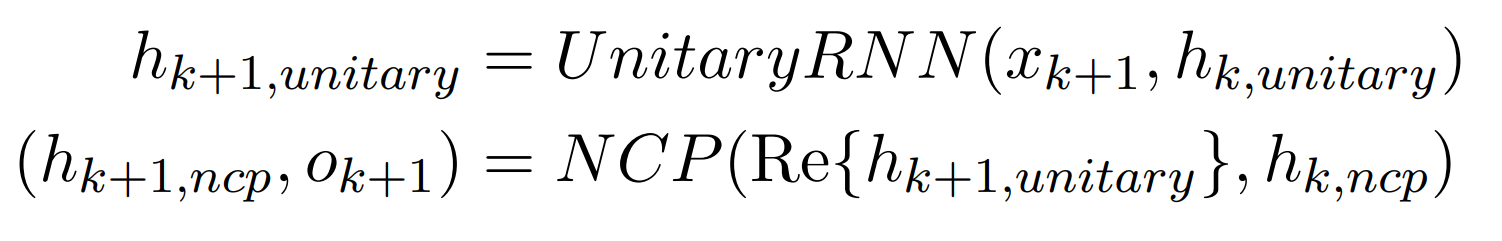 h_{k+1,unitary} = UnitaryRNN(x_{k+1}, h_{k,unitary})
(h_{k+1,ncp}, o_{k+1}) = NCP(Re{h_{k+1,unitary}}, h_{k,ncp})